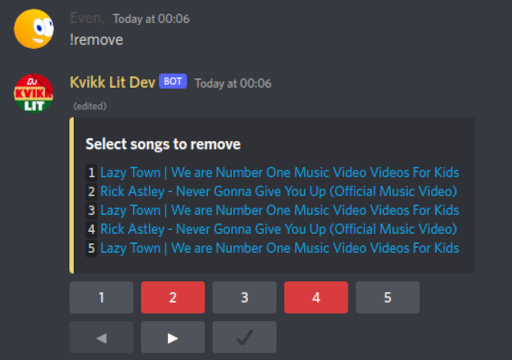 Even, Today at 00:06
!remove
DJ
KVIKK
LIT
Kvikk Lit Dev BOT Today at 00:06
(edited)
Select songs to remove
1 Lazy Town | We are Number One Music Video Videos For Kids
2 Rick Astley - Never Gonna Give You Up (Official Music Video)
3 Lazy Town | We are Number One Music Video Videos For Kids
4 Rick Astley - Never Gonna Give You Up (Official Music Video)
5 Lazy Town | We are Number One Music Video Videos For Kids
1 2 3 4 5